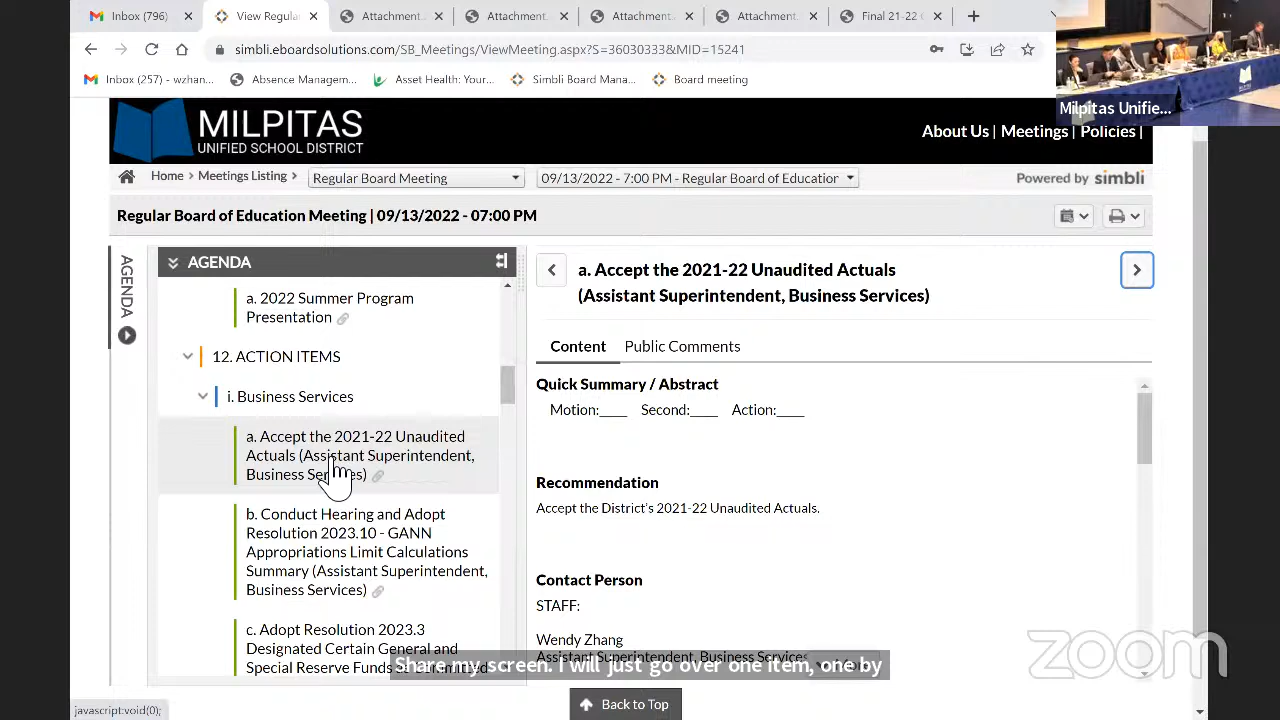 Inbox (796)
View Regular
Attachment
Attachment
Attachment
Attachment
Final 21-22
simbli.eboardsolutions.com/SB_Meetings/ViewMeeting.aspx?S=36030333&MID=15241
Inbox (257) - wzhan...
Absence Managem...
Asset Health: Your...
Simbli Board Mana...
Board meeting
Milpitas Unifie...
MILPITAS
UNIFIED SCHOOL DISTRICT
About Us | Meetings | Policies |
Home > Meetings Listing >
Regular Board Meeting
09/13/2022 - 7:00 PM - Regular Board of Education
Powered by simbli
Regular Board of Education Meeting | 09/13/2022 - 07:00 PM
AGENDA
AGENDA
a. 2022 Summer Program
Presentation
12. ACTION ITEMS
i. Business Services
a. Accept the 2021-22 Unaudited
Actuals (Assistant Superintendent,
Business Services)
b. Conduct Hearing and Adopt
Resolution 2023.10 - GANN
Appropriations Limit Calculations
Summary (Assistant Superintendent,
Business Services)
c. Adopt Resolution 2023.3
Designated Certain General and
Special Reserve Funds
a. Accept the 2021-22 Unaudited Actuals
(Assistant Superintendent, Business Services)
Content
Public Comments
Quick Summary / Abstract
Motion:____ Second:____ Action:____
Recommendation
Accept the District's 2021-22 Unaudited Actuals.
Contact Person
STAFF:
Wendy Zhang
Assistant Superintendent, Business Services
Share my screen. I will just go over one item, one by
zoom
Back to Top
javascript:void(0);